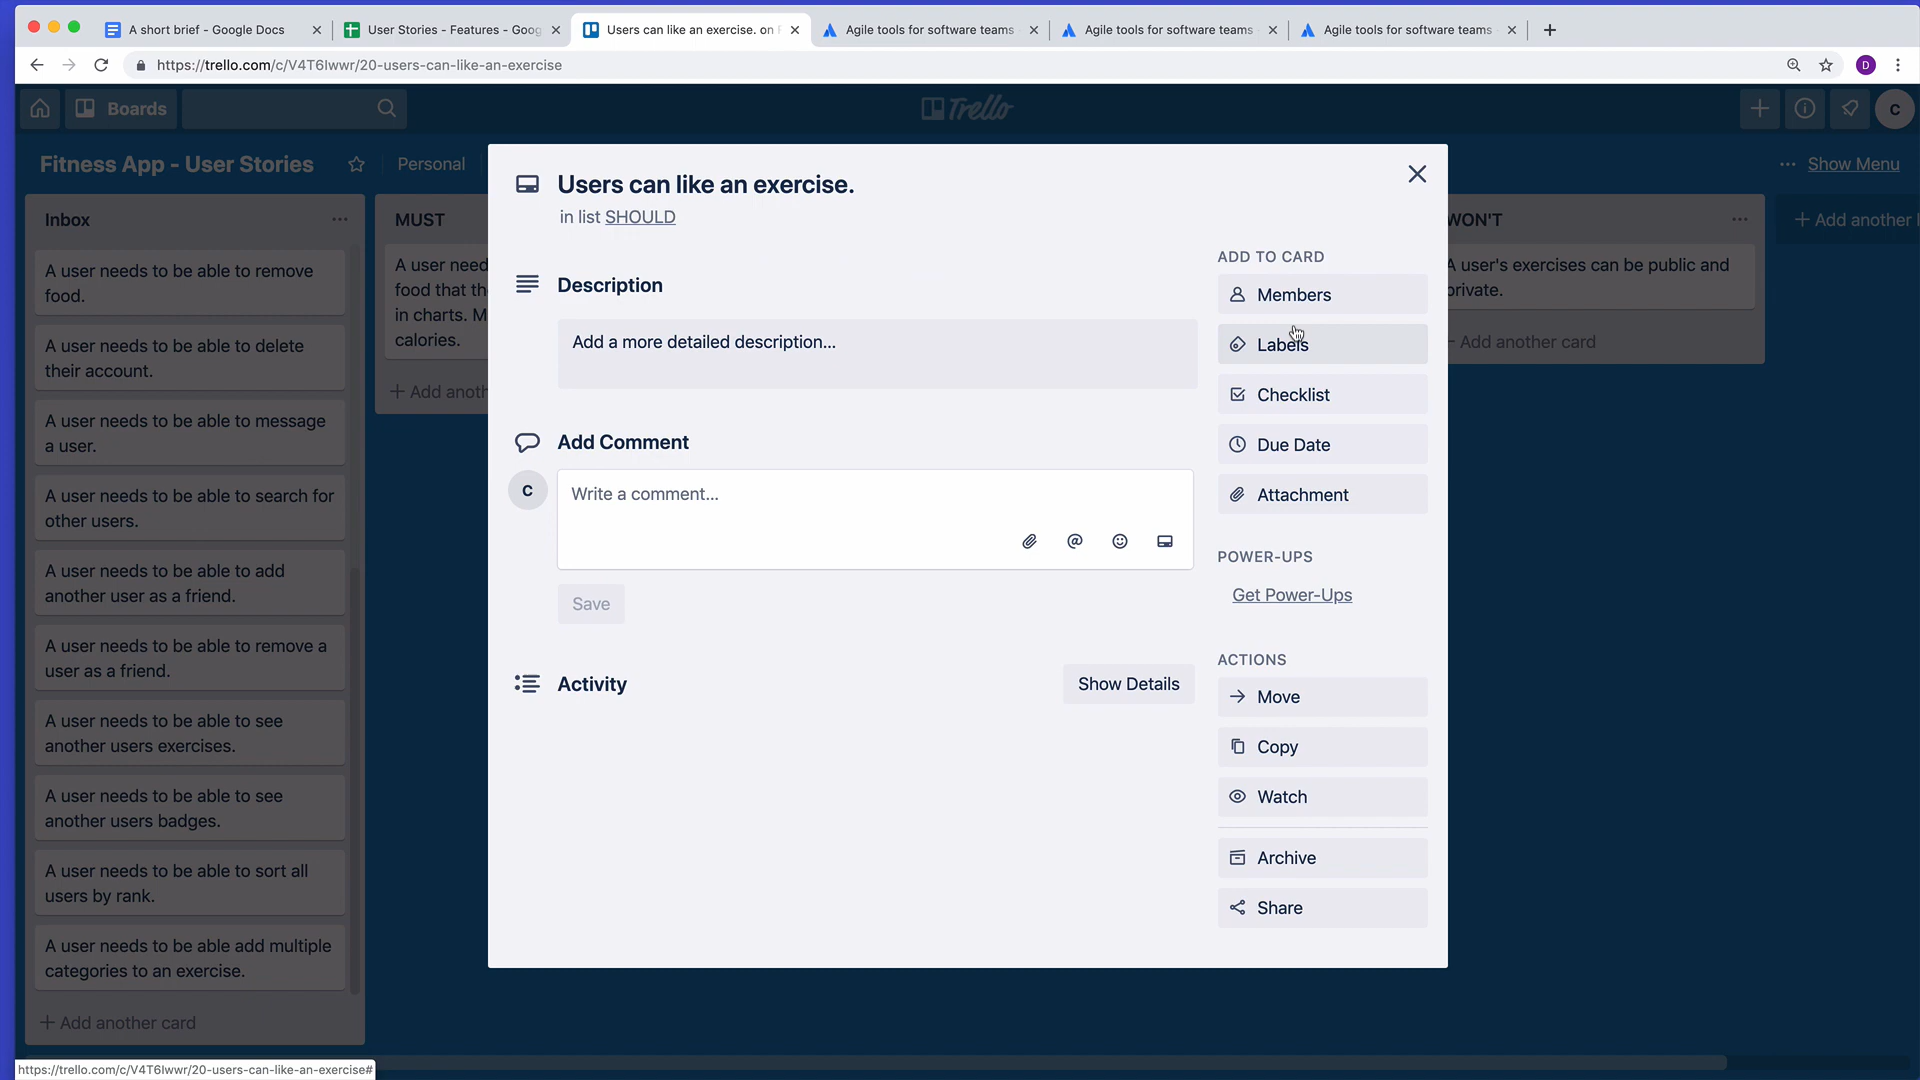 A short brief - Google Docs
User Stories - Features - Goog
Users can like an exercise. on F
Agile tools for software teams
Agile tools for software teams
Agile tools for software teams
D
https://trello.com/c/V4T6lwwr/20-users-can-like-an-exercise
Boards
Trello
C
Fitness App - User Stories
Personal
Show Menu
Inbox
A user needs to be able to remove
food.
A user needs to be able to delete
their account.
A user needs to be able to message
a user.
A user needs to be able to search for
other users.
A user needs to be able to add
another user as a friend.
A user needs to be able to remove a
user as a friend.
A user needs to be able to see
another users exercises.
A user needs to be able to see
another users badges.
A user needs to be able to sort all
users by rank.
A user needs to be able add multiple
categories to an exercise.
+ Add another card
MUST
A user need
food that th
in charts. M
calories.
+ Add anoth
Users can like an exercise.
in list SHOULD
Description
Add a more detailed description...
Add Comment
C
Write a comment...
@
Save
Activity
Show Details
ADD TO CARD
Members
Labels
Checklist
Due Date
Attachment
POWER-UPS
Get Power-Ups
ACTIONS
Move
Copy
Watch
Archive
Share
WON'T
A user's exercises can be public and
private.
Add another card
+ Add another l
https://trello.com/c/V4T6lwwr/20-users-can-like-an-exercise#